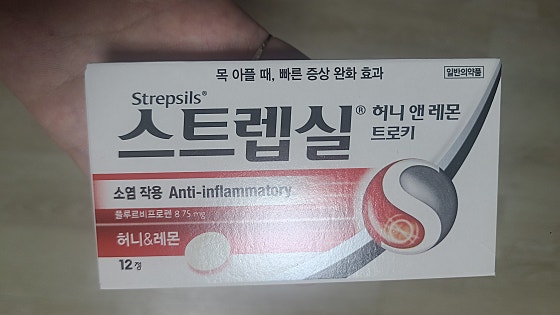 목 아플 때, 빠른 증상 완화 효과
일반의약품
Strepsils®
스트렙실®
허니 앤 레몬
트로키
소염 작용 Anti-inflammatory
플루르비프로펜 8.75 mg
허니&레몬
12정